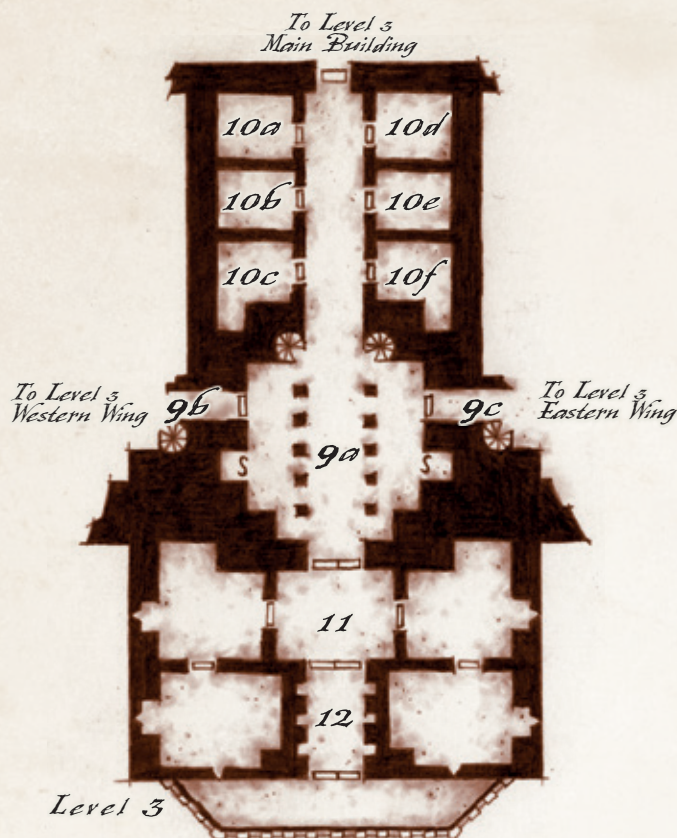 To Level 3
Main Building
10a
10d
10b
10e
10c
10f
To Level 3
Western Wing
9b
9c
To Level 3
Eastern Wing
9a
S
S
11
12
Level 3